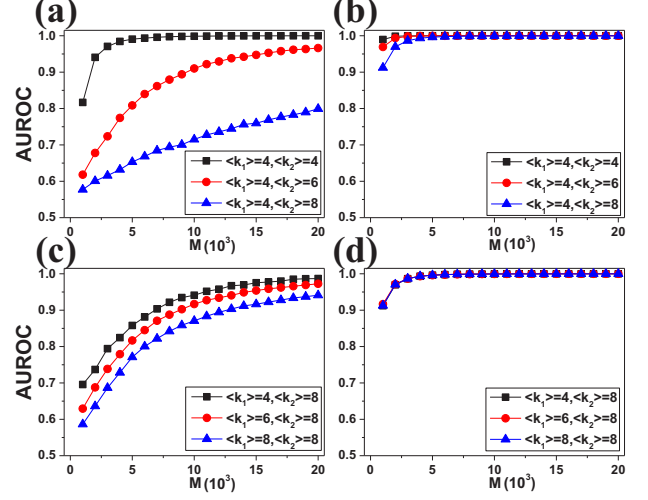 (a)
AUROC
1.0
0.9
0.8
0.7
0.6
0.5
0 5 10 15 20
M (10³)
<k₁>=4,<k₂>=4
<k₁>=4,<k₂>=6
<k₁>=4,<k₂>=8
(b)
1.0
0.9
0.8
0.7
0.6
0.5
0 5 10 15 20
M (10³)
<k₁>=4,<k₂>=4
<k₁>=4,<k₂>=6
<k₁>=4,<k₂>=8
(c)
AUROC
1.0
0.9
0.8
0.7
0.6
0.5
0 5 10 15 20
M (10³)
<k₁>=4,<k₂>=8
<k₁>=6,<k₂>=8
<k₁>=8,<k₂>=8
(d)
1.0
0.9
0.8
0.7
0.6
0.5
0 5 10 15 20
M (10³)
<k₁>=4,<k₂>=8
<k₁>=6,<k₂>=8
<k₁>=8,<k₂>=8